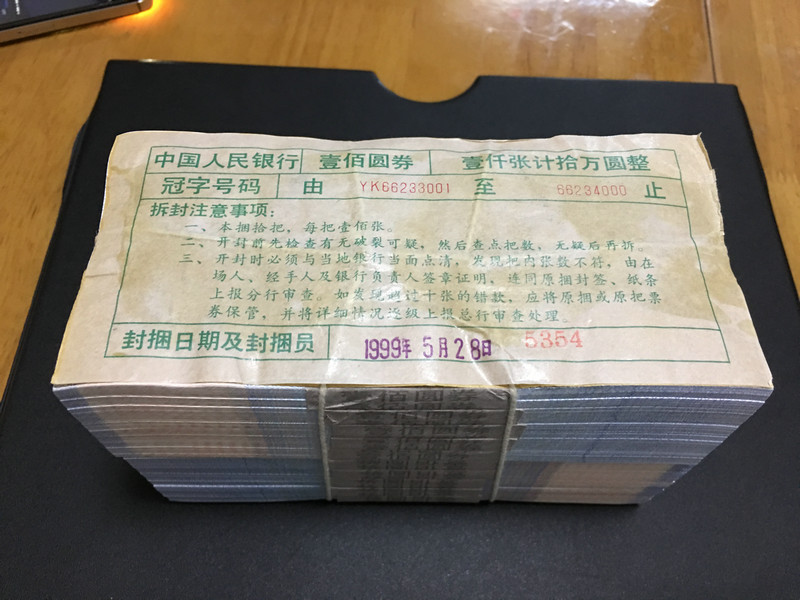 中国人民银行 壹佰圆券 壹仟张计拾万圆整
冠字号码 由 YK66233001 至 66234000 止
拆封注意事项：
一、本捆拾把，每把壹佰张。
二、开封前先检查有无破裂可疑，然后查点把数，无疑后再拆。
三、开封时必须与当地银行当面点清，发现把内张数不符，由在
场人、经手人及银行负责人签章证明，连同原捆封签、纸条
上报分行审查。如发现超过十张的错款，应将原捆或原把票
券保管，并将详细情况逐级上报总行审查处理。
封捆日期及封捆员 1999年 5月28日 5354
佰圆券